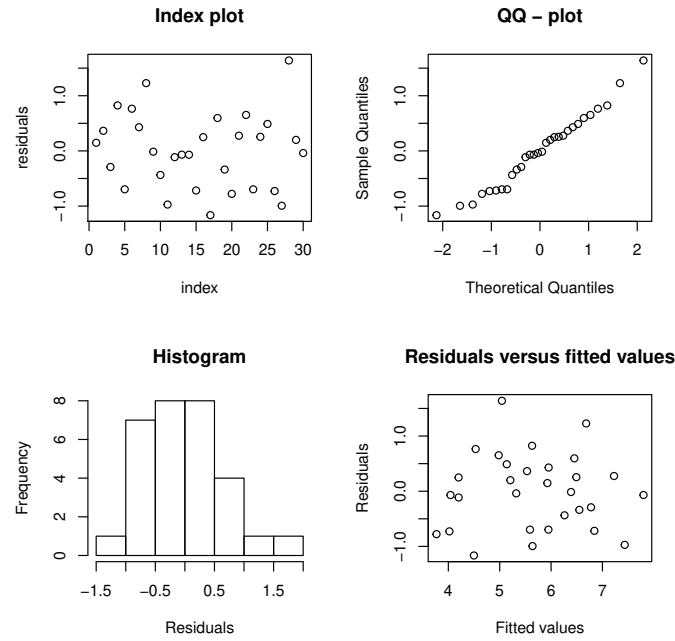 Index plot
residuals
1.0
0.0
−1.0
0 5 10 15 20 25 30
index
QQ − plot
Sample Quantiles
1.0
0.0
−1.0
−2 −1 0 1 2
Theoretical Quantiles
Histogram
Frequency
8
6
4
2
0
−1.5 −0.5 0.5 1.5
Residuals
Residuals versus fitted values
Residuals
1.0
0.0
−1.0
4 5 6 7
Fitted values